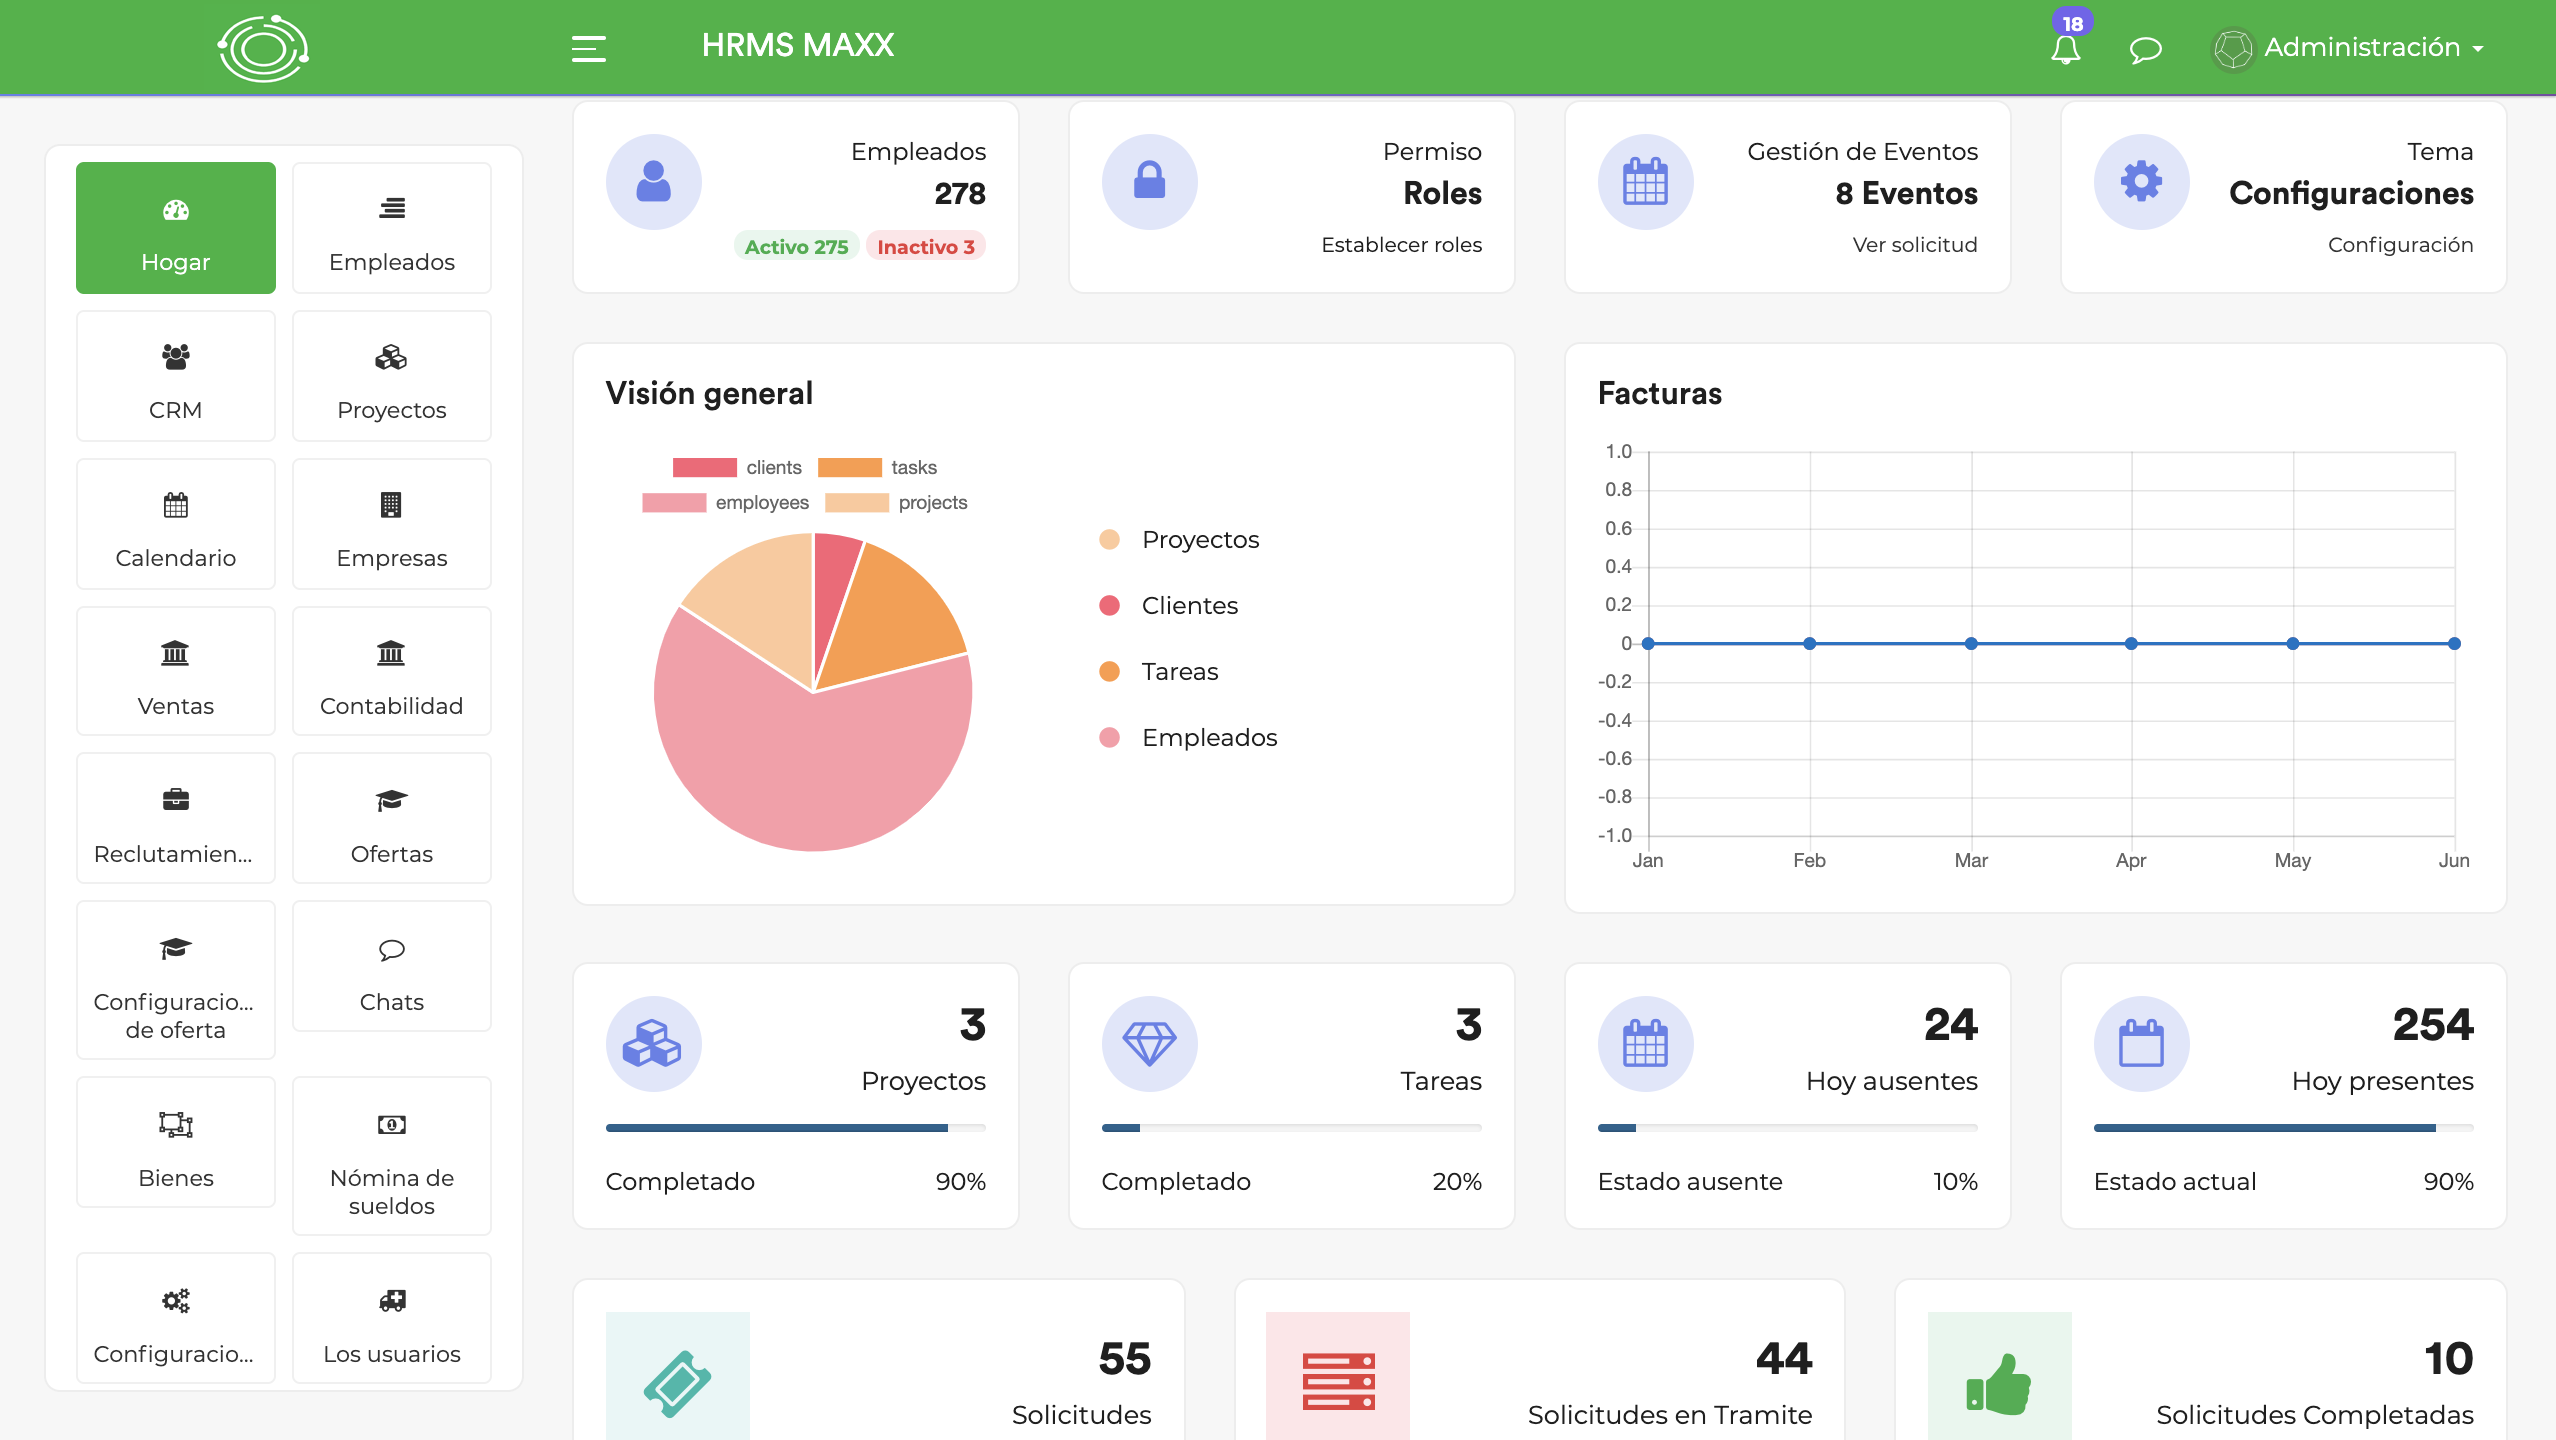 HRMS MAXX
18
Administración
Hogar
Empleados
CRM
Proyectos
Calendario
Empresas
Ventas
Contabilidad
Reclutamien...
Ofertas
Configuracio...
de oferta
Chats
Bienes
Nómina de
sueldos
Configuracio...
Los usuarios
Empleados
278
Activo 275
Inactivo 3
Permiso
Roles
Establecer roles
Gestión de Eventos
8 Eventos
Ver solicitud
Tema
Configuraciones
Configuración
Visión general
clients
tasks
employees
projects
Proyectos
Clientes
Tareas
Empleados
Facturas
1.0
0.8
0.6
0.4
0.2
0
-0.2
-0.4
-0.6
-0.8
-1.0
Jan
Feb
Mar
Apr
May
Jun
3
Proyectos
Completado
90%
3
Tareas
Completado
20%
24
Hoy ausentes
Estado ausente
10%
254
Hoy presentes
Estado actual
90%
55
Solicitudes
44
Solicitudes en Tramite
10
Solicitudes Completadas